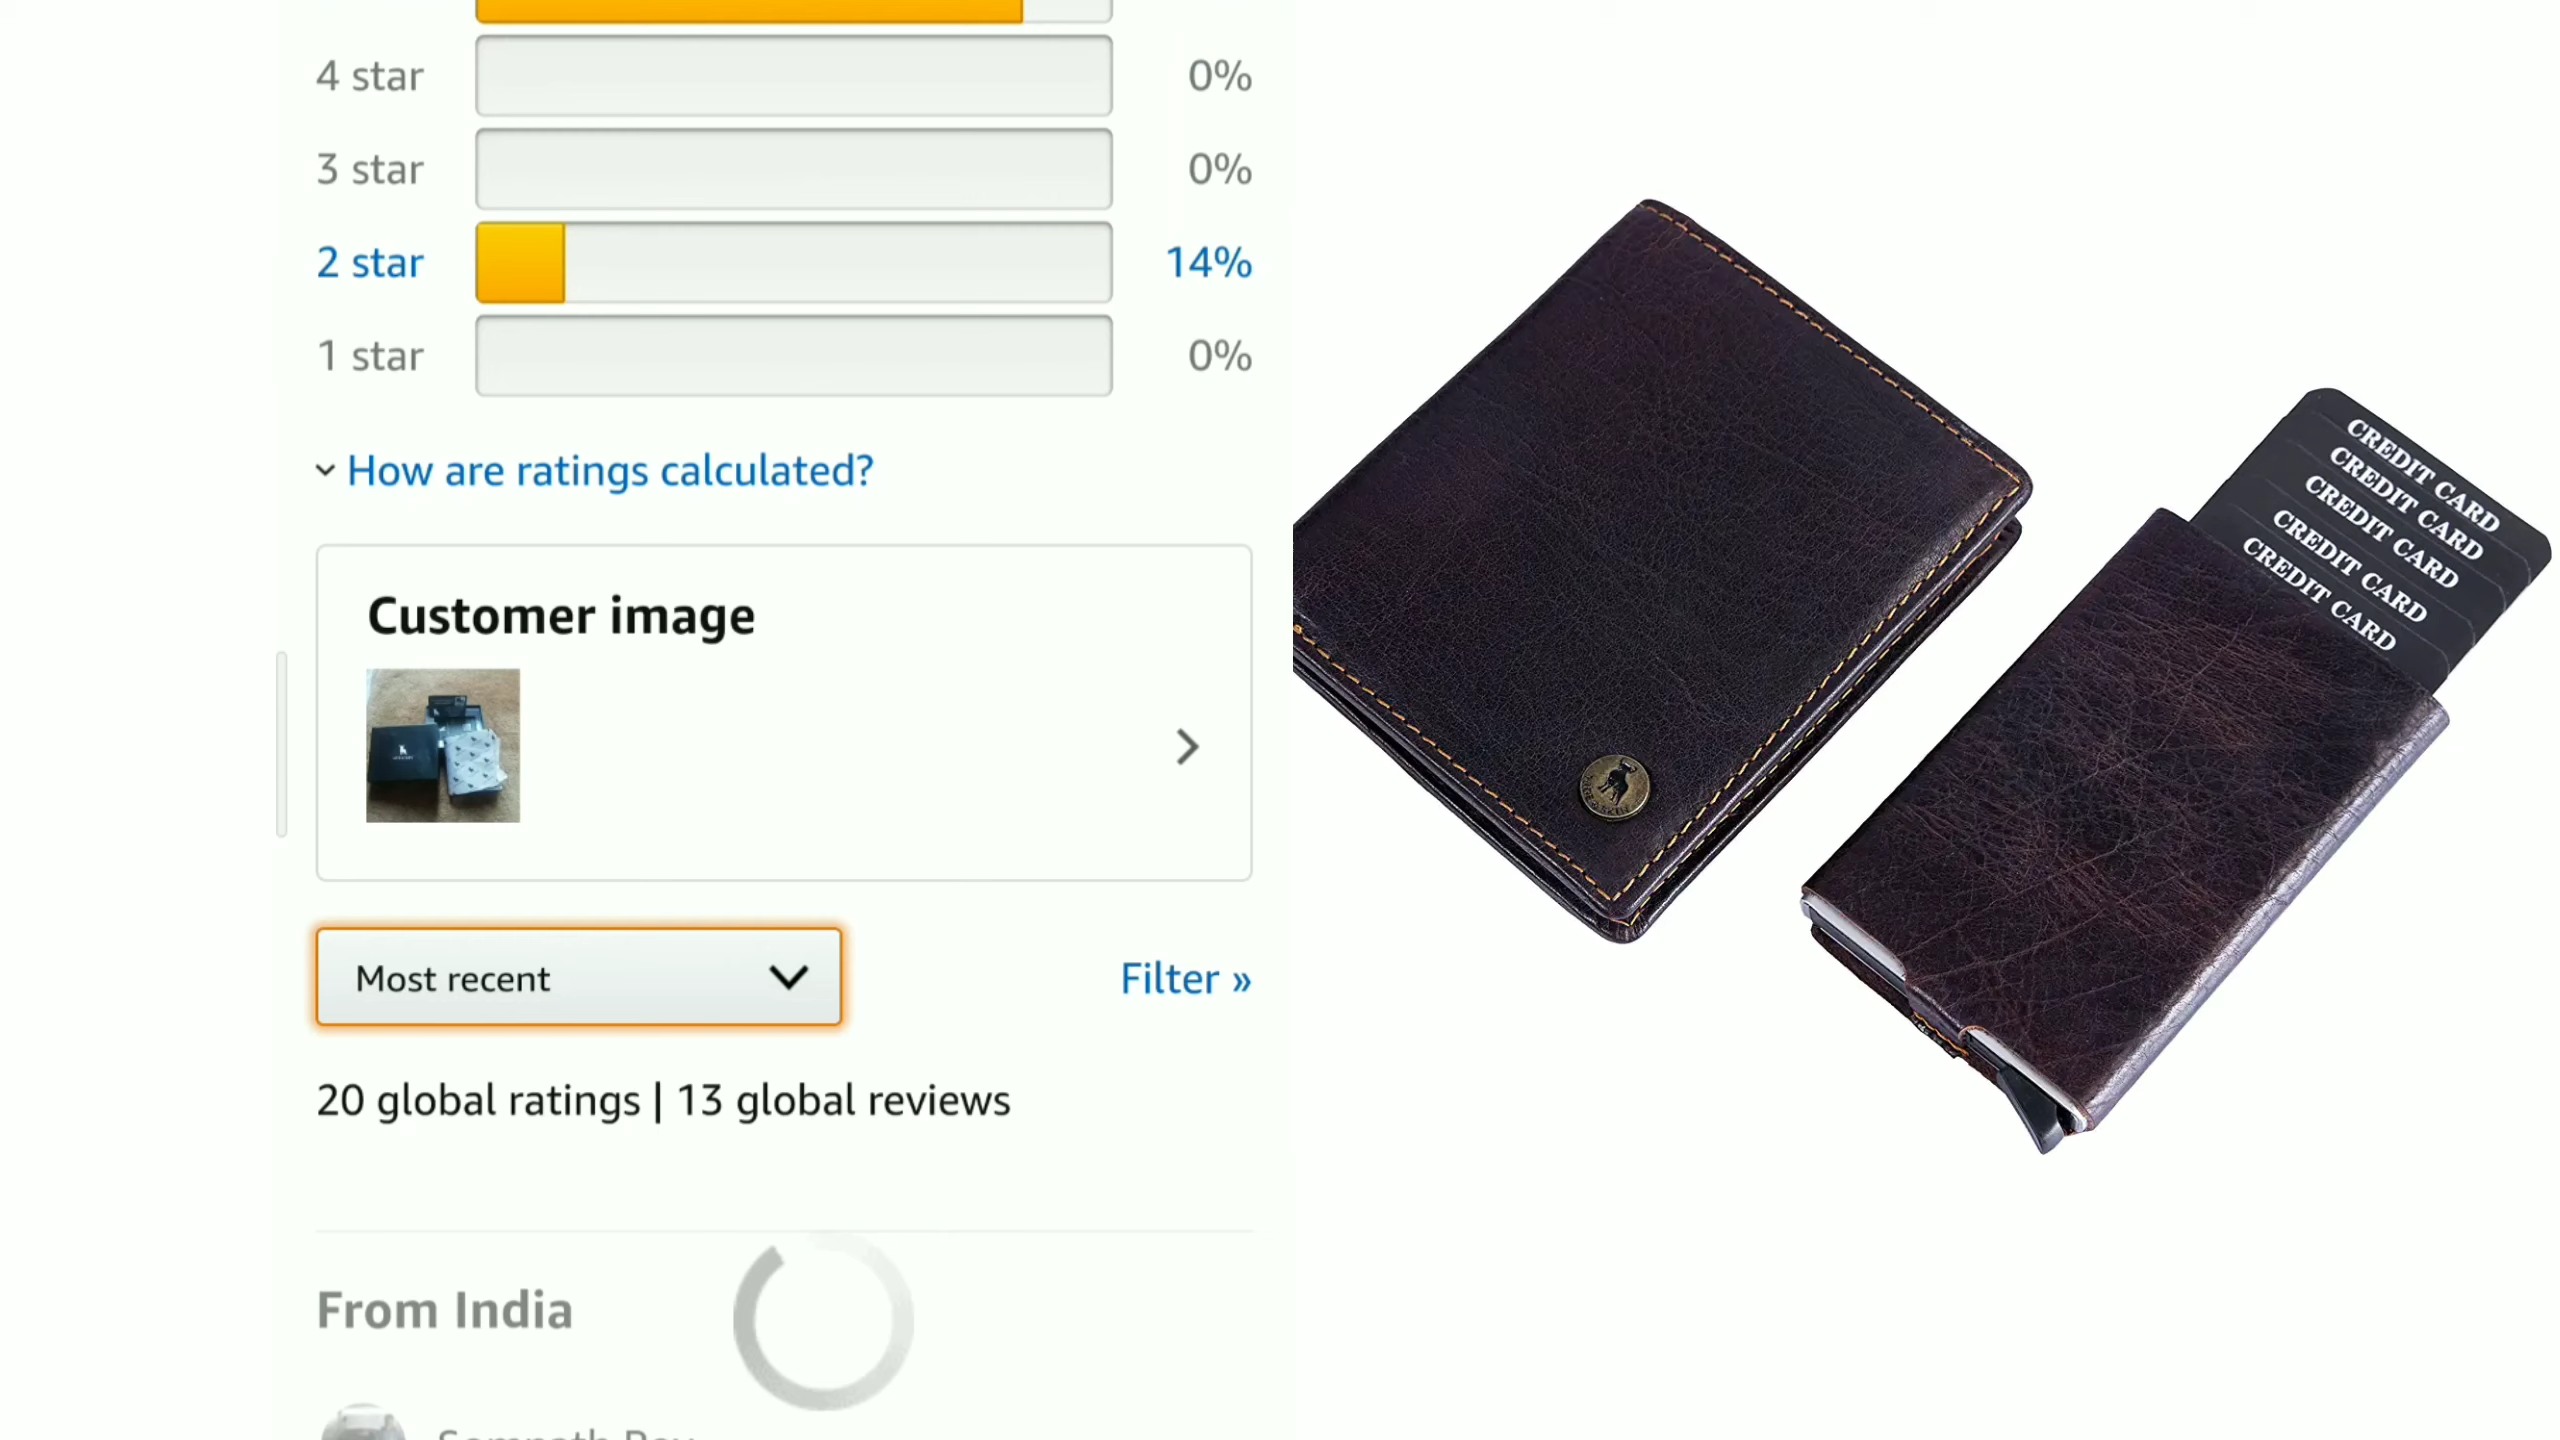 4 star 0%
3 star 0%
2 star 14%
1 star 0%
How are ratings calculated?
Customer image
Most recent
Filter »
20 global ratings | 13 global reviews
From India
CREDIT CARD
CREDIT CARD
CREDIT CARD
CREDIT CARD
CREDIT CARD